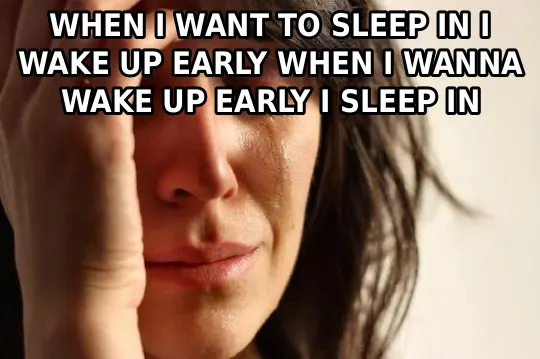 WHEN I WANT TO SLEEP IN I
WAKE UP EARLY WHEN I WANNA
WAKE UP EARLY I SLEEP IN